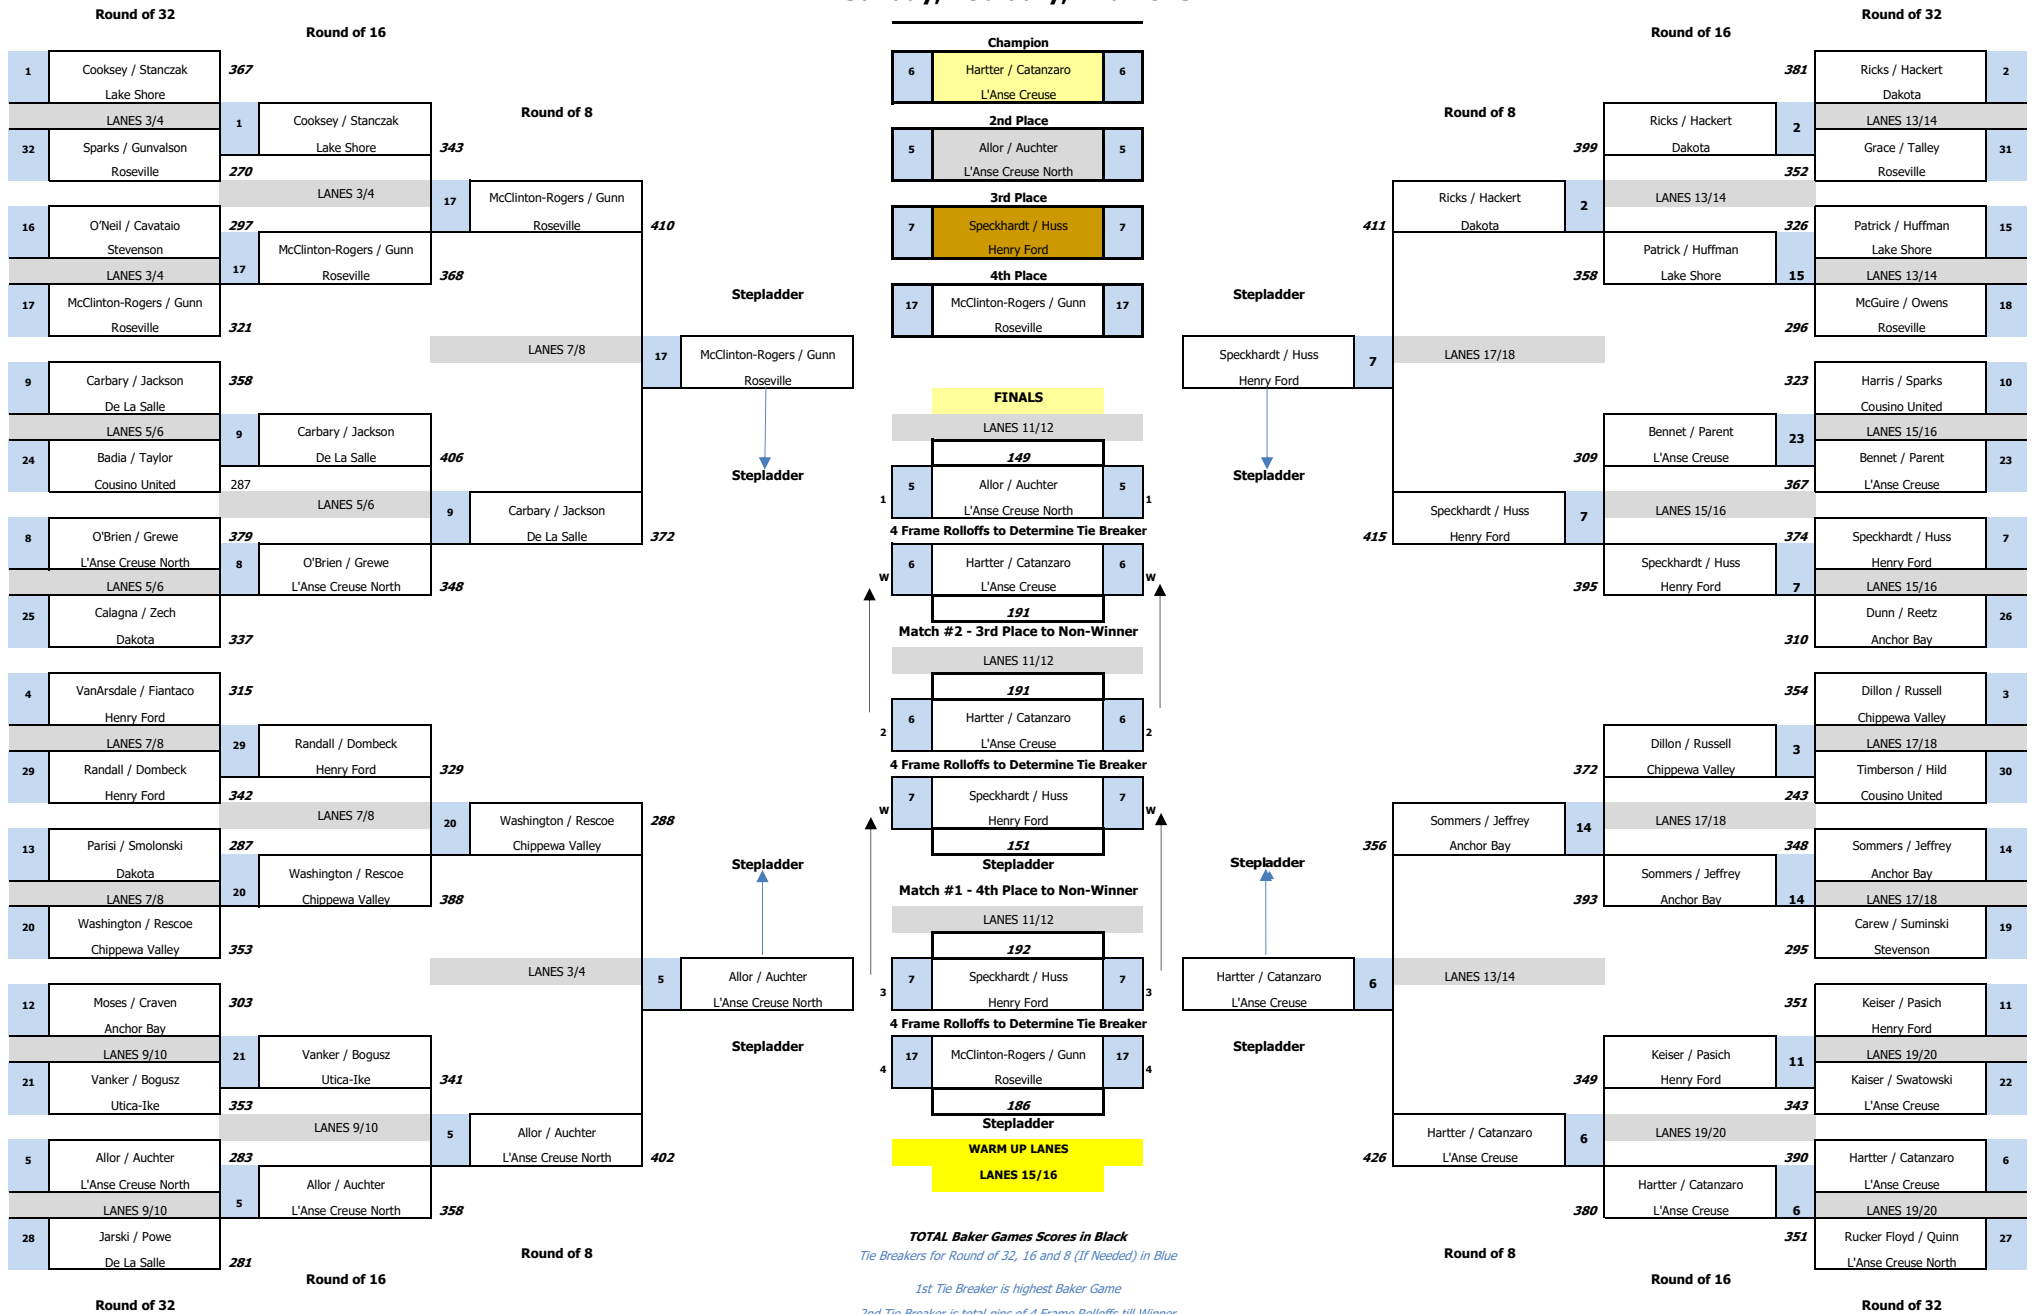 Round of 32
Round of 16
1
Cooksey / Stanczak
367
Lake Shore
LANES 3/4
32
Sparks / Gunvalson
Roseville
270
16
O'Neil / Cavataio
297
Stevenson
LANES 3/4
17
McClinton-Rogers / Gunn
Roseville
321
9
Carbary / Jackson
358
De La Salle
LANES 5/6
24
Badia / Taylor
Cousino United
287
8
O'Brien / Grewe
379
L'Anse Creuse North
LANES 5/6
25
Calagna / Zech
Dakota
337
4
VanArsdale / Fiantaco
315
Henry Ford
LANES 7/8
29
Randall / Dombeck
Henry Ford
342
13
Parisi / Smolonski
287
Dakota
LANES 7/8
20
Washington / Rescoe
Chippewa Valley
353
12
Moses / Craven
303
Anchor Bay
LANES 9/10
21
Vanker / Bogusz
Utica-Ike
353
5
Allor / Auchter
283
L'Anse Creuse North
LANES 9/10
28
Jarski / Powe
De La Salle
281
Round of 16
Round of 32
Round of 8
1
Cooksey / Stanczak
Lake Shore
343
LANES 3/4
17
McClinton-Rogers / Gunn
Roseville
368
9
Carbary / Jackson
De La Salle
406
LANES 5/6
8
O'Brien / Grewe
L'Anse Creuse North
348
29
Randall / Dombeck
Henry Ford
329
LANES 7/8
20
Washington / Rescoe
Chippewa Valley
388
21
Vanker / Bogusz
Utica-Ike
341
LANES 9/10
5
Allor / Auchter
L'Anse Creuse North
358
Round of 8
17
McClinton-Rogers / Gunn
Roseville
410
LANES 7/8
9
Carbary / Jackson
De La Salle
372
20
Washington / Rescoe
288
Chippewa Valley
LANES 3/4
5
Allor / Auchter
L'Anse Creuse North
402
Stepladder
17
McClinton-Rogers / Gunn
Roseville
Stepladder
Stepladder
5
Allor / Auchter
L'Anse Creuse North
Stepladder
Champion
6
Hartter / Catanzaro
6
L'Anse Creuse
2nd Place
5
Allor / Auchter
5
L'Anse Creuse North
3rd Place
7
Speckhardt / Huss
7
Henry Ford
4th Place
17
McClinton-Rogers / Gunn
17
Roseville
FINALS
LANES 11/12
149
1
5
Allor / Auchter
5
1
L'Anse Creuse North
4 Frame Rolloffs to Determine Tie Breaker
W
6
Hartter / Catanzaro
6
W
L'Anse Creuse
191
Match #2 - 3rd Place to Non-Winner
LANES 11/12
191
2
6
Hartter / Catanzaro
6
2
L'Anse Creuse
4 Frame Rolloffs to Determine Tie Breaker
W
7
Speckhardt / Huss
7
W
Henry Ford
151
Stepladder
Match #1 - 4th Place to Non-Winner
LANES 11/12
192
3
7
Speckhardt / Huss
7
3
Henry Ford
4 Frame Rolloffs to Determine Tie Breaker
4
17
McClinton-Rogers / Gunn
17
4
Roseville
186
Stepladder
WARM UP LANES
LANES 15/16
TOTAL Baker Games Scores in Black
Tie Breakers for Round of 32, 16 and 8 (If Needed) in Blue
1st Tie Breaker is highest Baker Game
2nd Tie Breaker is total pins of 4 Frame Rolloffs till Winner
Stepladder
Speckhardt / Huss
7
Henry Ford
Stepladder
Stepladder
Hartter / Catanzaro
6
L'Anse Creuse
Stepladder
Round of 8
411
Ricks / Hackert
2
Dakota
LANES 17/18
Speckhardt / Huss
7
415
Henry Ford
356
Sommers / Jeffrey
14
Anchor Bay
LANES 13/14
426
Hartter / Catanzaro
6
L'Anse Creuse
Round of 8
Round of 16
399
Ricks / Hackert
2
Dakota
LANES 13/14
358
Patrick / Huffman
15
Lake Shore
309
Bennet / Parent
23
L'Anse Creuse
LANES 15/16
395
Speckhardt / Huss
7
Henry Ford
372
Dillon / Russell
3
Chippewa Valley
LANES 17/18
393
Sommers / Jeffrey
14
Anchor Bay
349
Keiser / Pasich
11
Henry Ford
LANES 19/20
380
Hartter / Catanzaro
6
L'Anse Creuse
Round of 16
Round of 32
381
Ricks / Hackert
2
Dakota
LANES 13/14
Grace / Talley
31
352
Roseville
326
Patrick / Huffman
15
Lake Shore
LANES 13/14
McGuire / Owens
18
296
Roseville
323
Harris / Sparks
10
Cousino United
LANES 15/16
Bennet / Parent
23
367
L'Anse Creuse
374
Speckhardt / Huss
7
Henry Ford
LANES 15/16
Dunn / Reetz
26
310
Anchor Bay
354
Dillon / Russell
3
Chippewa Valley
LANES 17/18
Timberson / Hild
30
243
Cousino United
348
Sommers / Jeffrey
14
Anchor Bay
LANES 17/18
Carew / Suminski
19
295
Stevenson
351
Keiser / Pasich
11
Henry Ford
LANES 19/20
Kaiser / Swatowski
22
343
L'Anse Creuse
390
Hartter / Catanzaro
6
L'Anse Creuse
LANES 19/20
351
Rucker Floyd / Quinn
27
L'Anse Creuse North
Round of 32